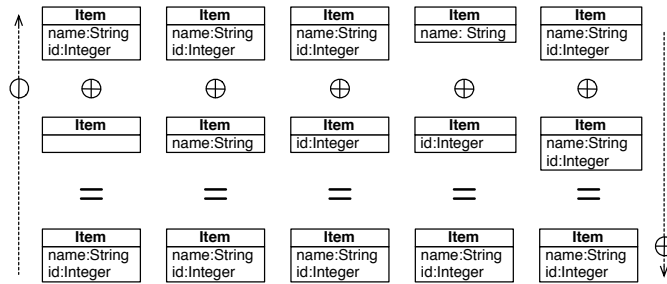 Item Item Item Item Item
name:String name:String name:String name: String name:String
id:Integer id:Integer id:Integer id:Integer
⊕ ⊕ ⊕ ⊕ ⊕
Item Item Item Item Item
name:String id:Integer id:Integer name:String
id:Integer
= = = = =
Item Item Item Item Item
name:String name:String name:String name:String name:String
id:Integer id:Integer id:Integer id:Integer id:Integer